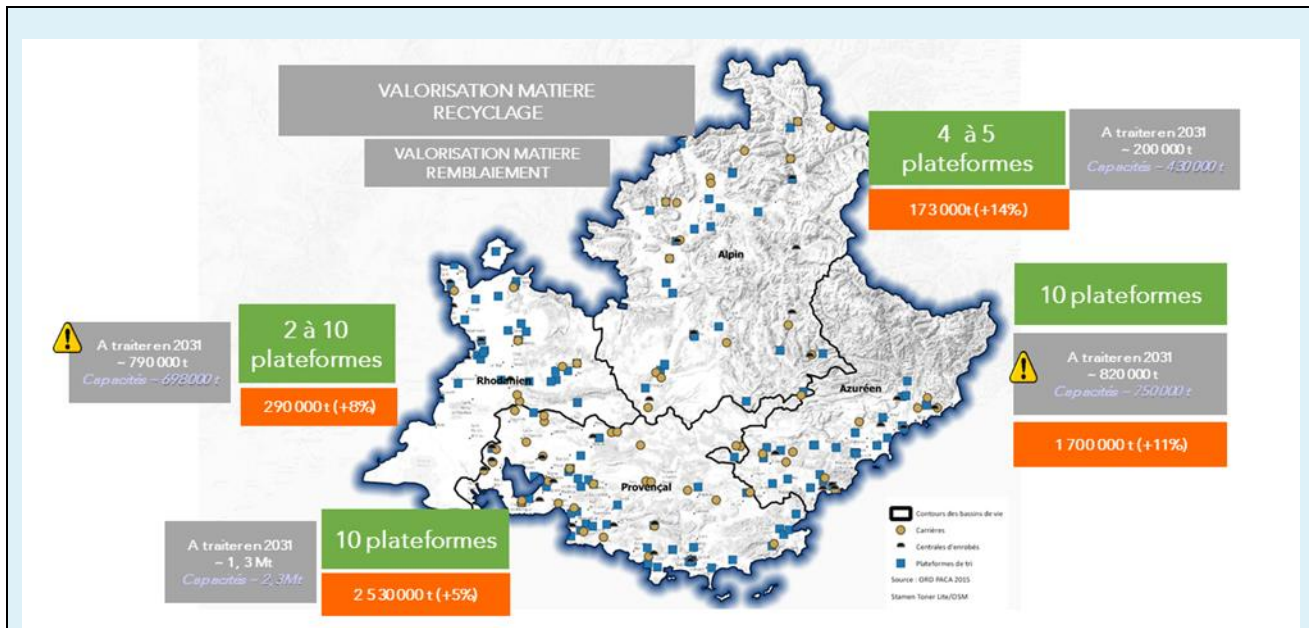 VALORISATION MATIERE
RECYCLAGE
VALORISATION MATIERE
REMBLAIEMENT
4 à 5
plateformes
173 000t (+14%)
A traiter en 2031
~ 200 000 t
Capacités ~ 430 000 t
Alpin
10 plateformes
A traiter en 2031
~ 820 000 t
Capacités ~ 750 000 t
1 700 000 t (+11%)
Azuréen
A traiter en 2031
~ 790 000 t
Capacités ~ 698 000 t
2 à 10
plateformes
290 000 t (+8%)
Rhodanien
Provençal
A traiter en 2031
~ 1, 3 Mt
Capacités ~ 2, 3Mt
10 plateformes
2 530 000 t (+5%)
Contours des bassins de vie
Carrières
Centrales d'enrobés
Plateformes de tri
Source : ORD PACA 2015
Stamen Toner Lite/OSM